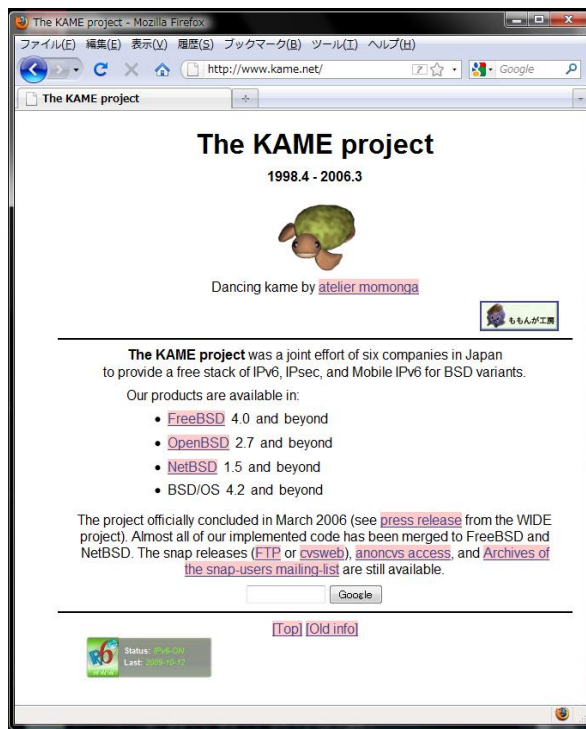 The KAME project - Mozilla Firefox
ファイル(F) 編集(E) 表示(V) 履歴(S) ブックマーク(B) ツール(T) ヘルプ(H)
http://www.kame.net/
Google
The KAME project
The KAME project
1998.4 - 2006.3
Dancing kame by atelier momonga
ももんが工房
The KAME project was a joint effort of six companies in Japan
to provide a free stack of IPv6, IPsec, and Mobile IPv6 for BSD variants.
Our products are available in:
• FreeBSD 4.0 and beyond
• OpenBSD 2.7 and beyond
• NetBSD 1.5 and beyond
• BSD/OS 4.2 and beyond
The project officially concluded in March 2006 (see press release from the WIDE
project). Almost all of our implemented code has been merged to FreeBSD and
NetBSD. The snap releases (FTP or cvsweb), anoncvs access, and Archives of
the snap-users mailing-list are still available.
Google
[Top] [Old info]
Status: IPv6-ON
Last: 2009-10-12